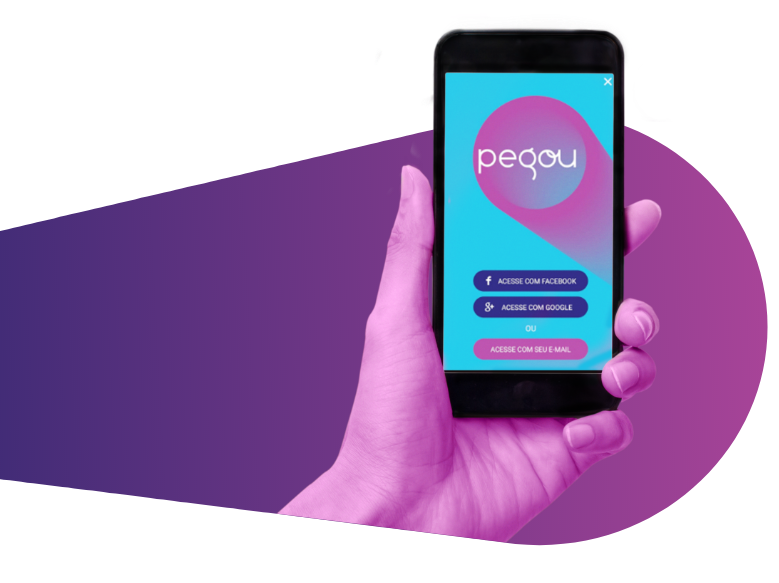 pegou
f ACESSE COM FACEBOOK
g+ ACESSE COM GOOGLE
OU
ACESSE COM SEU E-MAIL